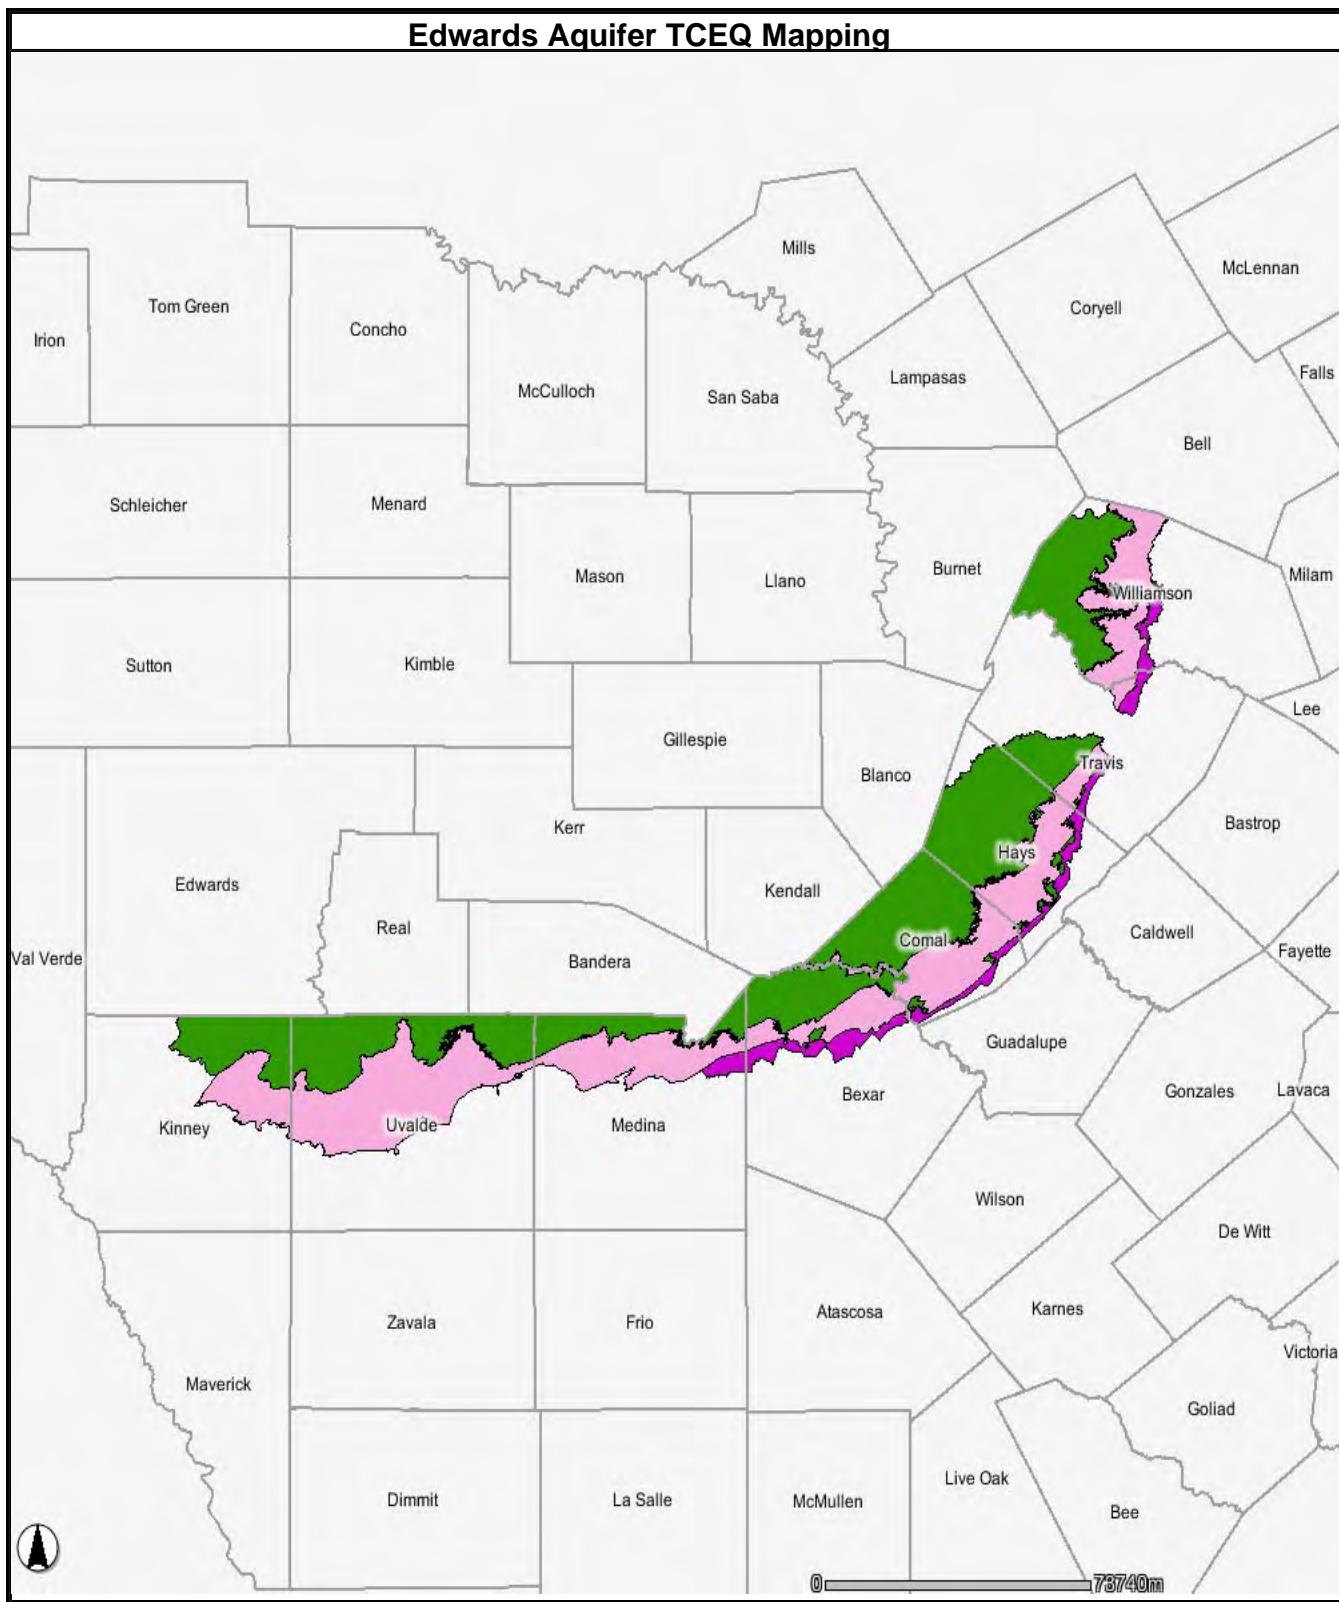 Edwards Aquifer TCEQ Mapping
Mills
McLennan
Tom Green
Coryell
Concho
Irion
Falls
Lampasas
McCulloch
San Saba
Bell
Schleicher
Menard
Burnet
Milam
Mason
Llano
Williamson
Sutton
Kimble
Lee
Gillespie
Travis
Blanco
Bastrop
Kerr
Hays
Edwards
Kendall
Real
Caldwell
Comal
Fayette
Val Verde
Bandera
Guadalupe
Gonzales
Lavaca
Bexar
Kinney
Uvalde
Medina
Wilson
De Witt
Karnes
Atascosa
Zavala
Frio
Victoria
Maverick
Goliad
Live Oak
Dimmit
La Salle
McMullen
Bee
0 78740m